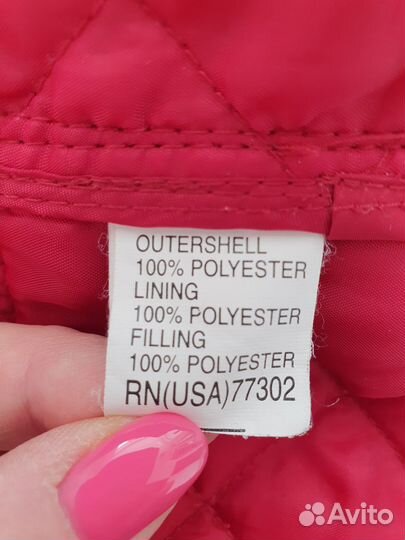 OUTERSHELL
100% POLYESTER
LINING
100% POLYESTER
FILLING
100% POLYESTER
RN(USA)77302
Avito